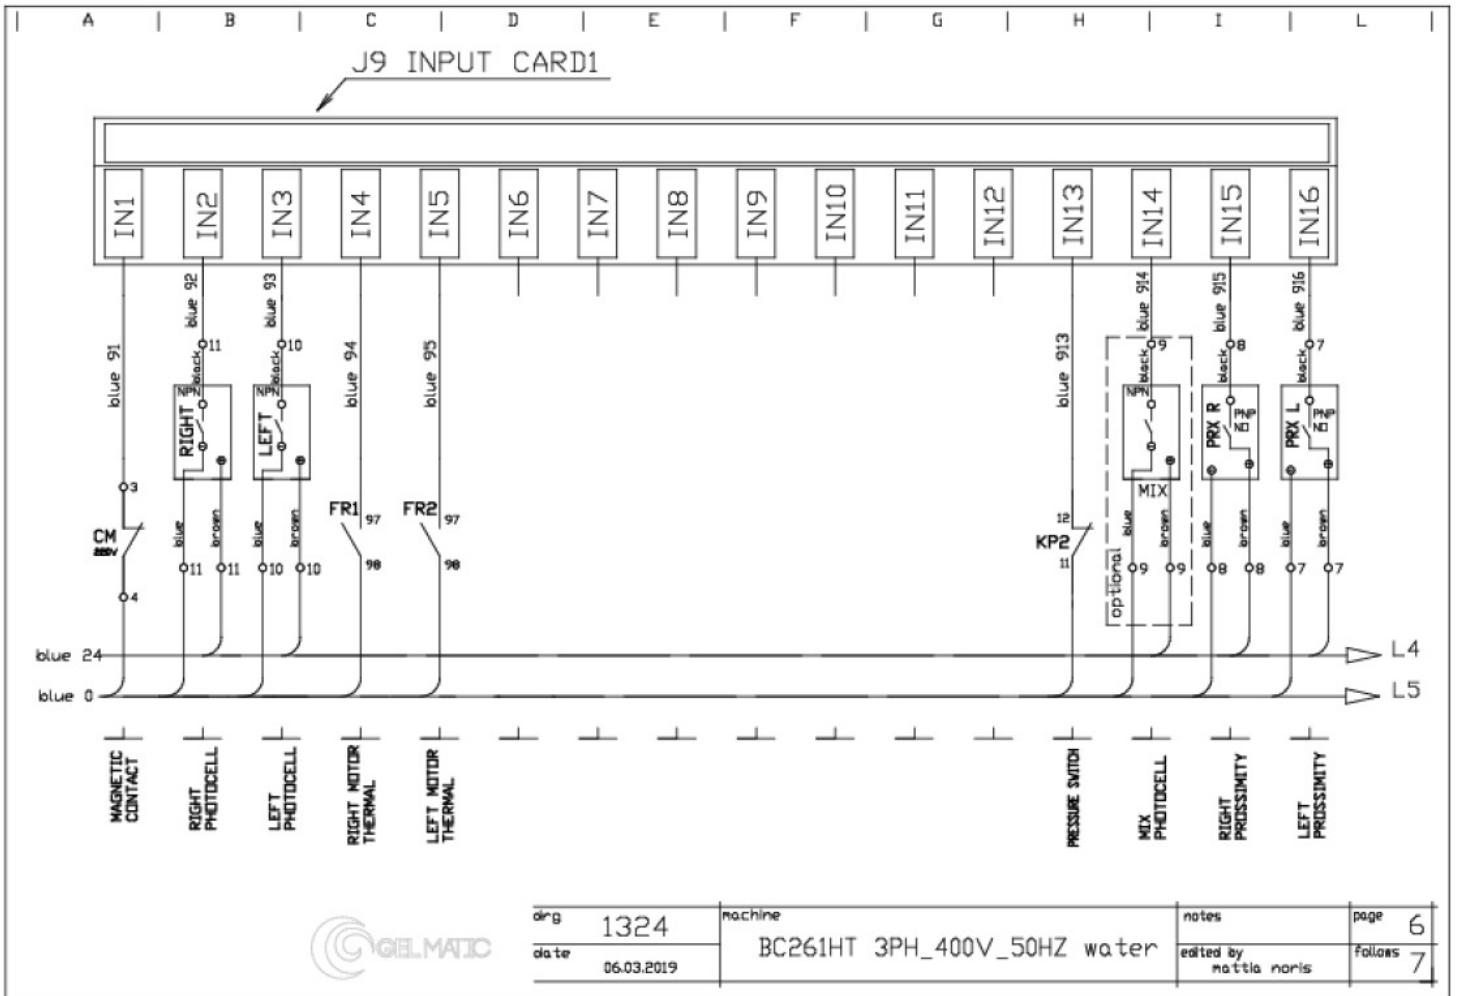 A B C D E F G H I L
J9 INPUT CARD1
IN1 IN2 IN3 IN4 IN5 IN6 IN7 IN8 IN9 IN10 IN11 IN12 IN13 IN14 IN15 IN16
blue 91
blue 92
blue 93
blue 94
blue 95
blue 913
blue 914
blue 915
blue 916
11 10 9 8 7
black black black black black
NPN NPN NPN PNP NO PNP NO
RIGHT LEFT PRX R PRX L
MIX
3
CM
4
FR1 97 98
FR2 97 98
12
KP2
11
blue brown blue brown blue brown blue brown blue brown
11 11 10 10 9 9 8 8 7 7
optional
blue 24 L4
blue 0 L5
MAGNETIC
CONTACT
RIGHT
PHOTOCELL
LEFT
PHOTOCELL
RIGHT MOTOR
THERMAL
LEFT MOTOR
THERMAL
PRESSURE SWITCH
MIX
PHOTOCELL
RIGHT
PROSSIMITY
LEFT
PROSSIMITY
GELMATIC
drg 1324 machine notes page 6
BC261HT 3PH_400V_50HZ water
date 06.03.2019 edited by mattia noris follows 7